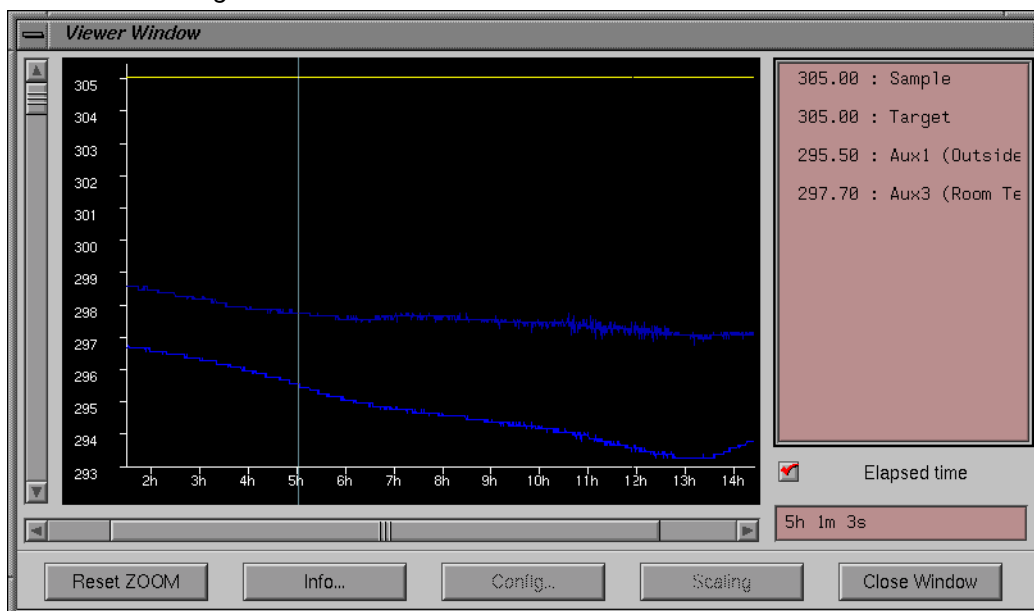 Viewer Window
305
304
303
302
301
300
299
298
297
296
295
294
293
2h 3h 4h 5h 6h 7h 8h 9h 10h 11h 12h 13h 14h
305.00 : Sample
305.00 : Target
295.50 : Aux1 (Outside
297.70 : Aux3 (Room Te
Elapsed time
5h 1m 3s
Reset ZOOM
Info...
Config...
Scaling
Close Window